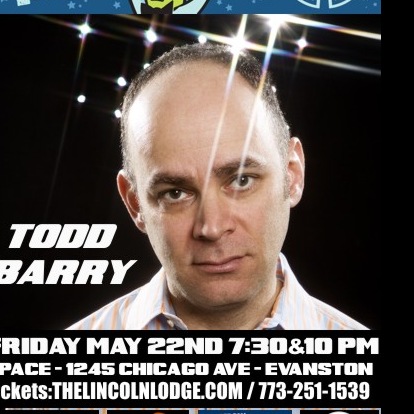 TODD
BARRY
FRIDAY MAY 22ND 7:30&10 PM
PACE - 1245 CHICAGO AVE - EVANSTON
ckets:THELINCOLNLODGE.COM / 773-251-1539